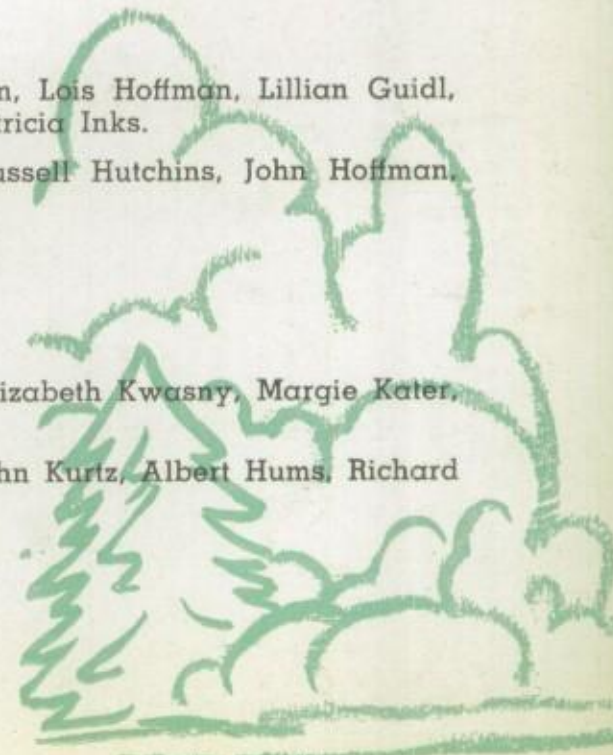 n, Lois Hoffman, Lillian Guidl,
tricia Inks.
ussell Hutchins, John Hoffman,
izabeth Kwasny, Margie Kater,
hn Kurtz, Albert Hums, Richard